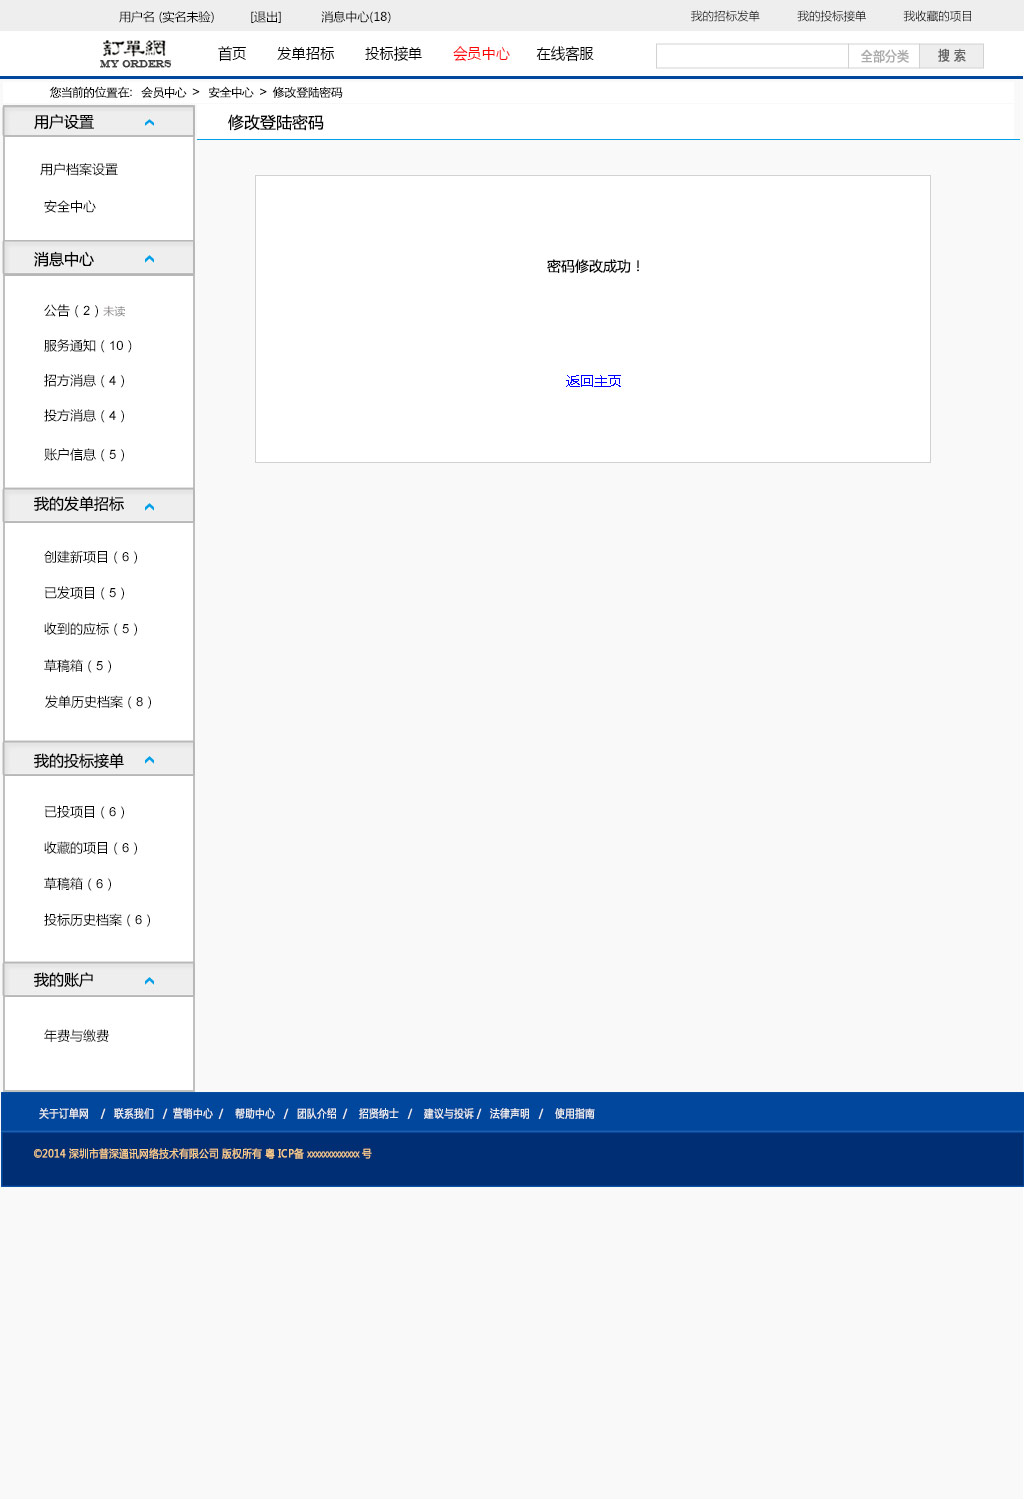 用户名 (实名未验) [退出] 消息中心(18) 我的招标发单 我的投标接单 我收藏的项目
訂單網
MY ORDERS
首页 发单招标 投标接单 会员中心 在线客服 全部分类 搜 索
您当前的位置在: 会员中心 > 安全中心 > 修改登陆密码
用户设置
用户档案设置
安全中心
消息中心
公告 ( 2 ) 未读
服务通知 ( 10 )
招方消息 ( 4 )
投方消息 ( 4 )
账户信息 ( 5 )
我的发单招标
创建新项目 ( 6 )
已发项目 ( 5 )
收到的应标 ( 5 )
草稿箱 ( 5 )
发单历史档案 ( 8 )
我的投标接单
已投项目 ( 6 )
收藏的项目 ( 6 )
草稿箱 ( 6 )
投标历史档案 ( 6 )
我的账户
年费与缴费
修改登陆密码
密码修改成功！
返回主页
关于订单网 / 联系我们 / 营销中心 / 帮助中心 / 团队介绍 / 招贤纳士 / 建议与投诉 / 法律声明 / 使用指南
©2014 深圳市普深通讯网络技术有限公司 版权所有 粤 ICP备 xxxxxxxxxxxx 号